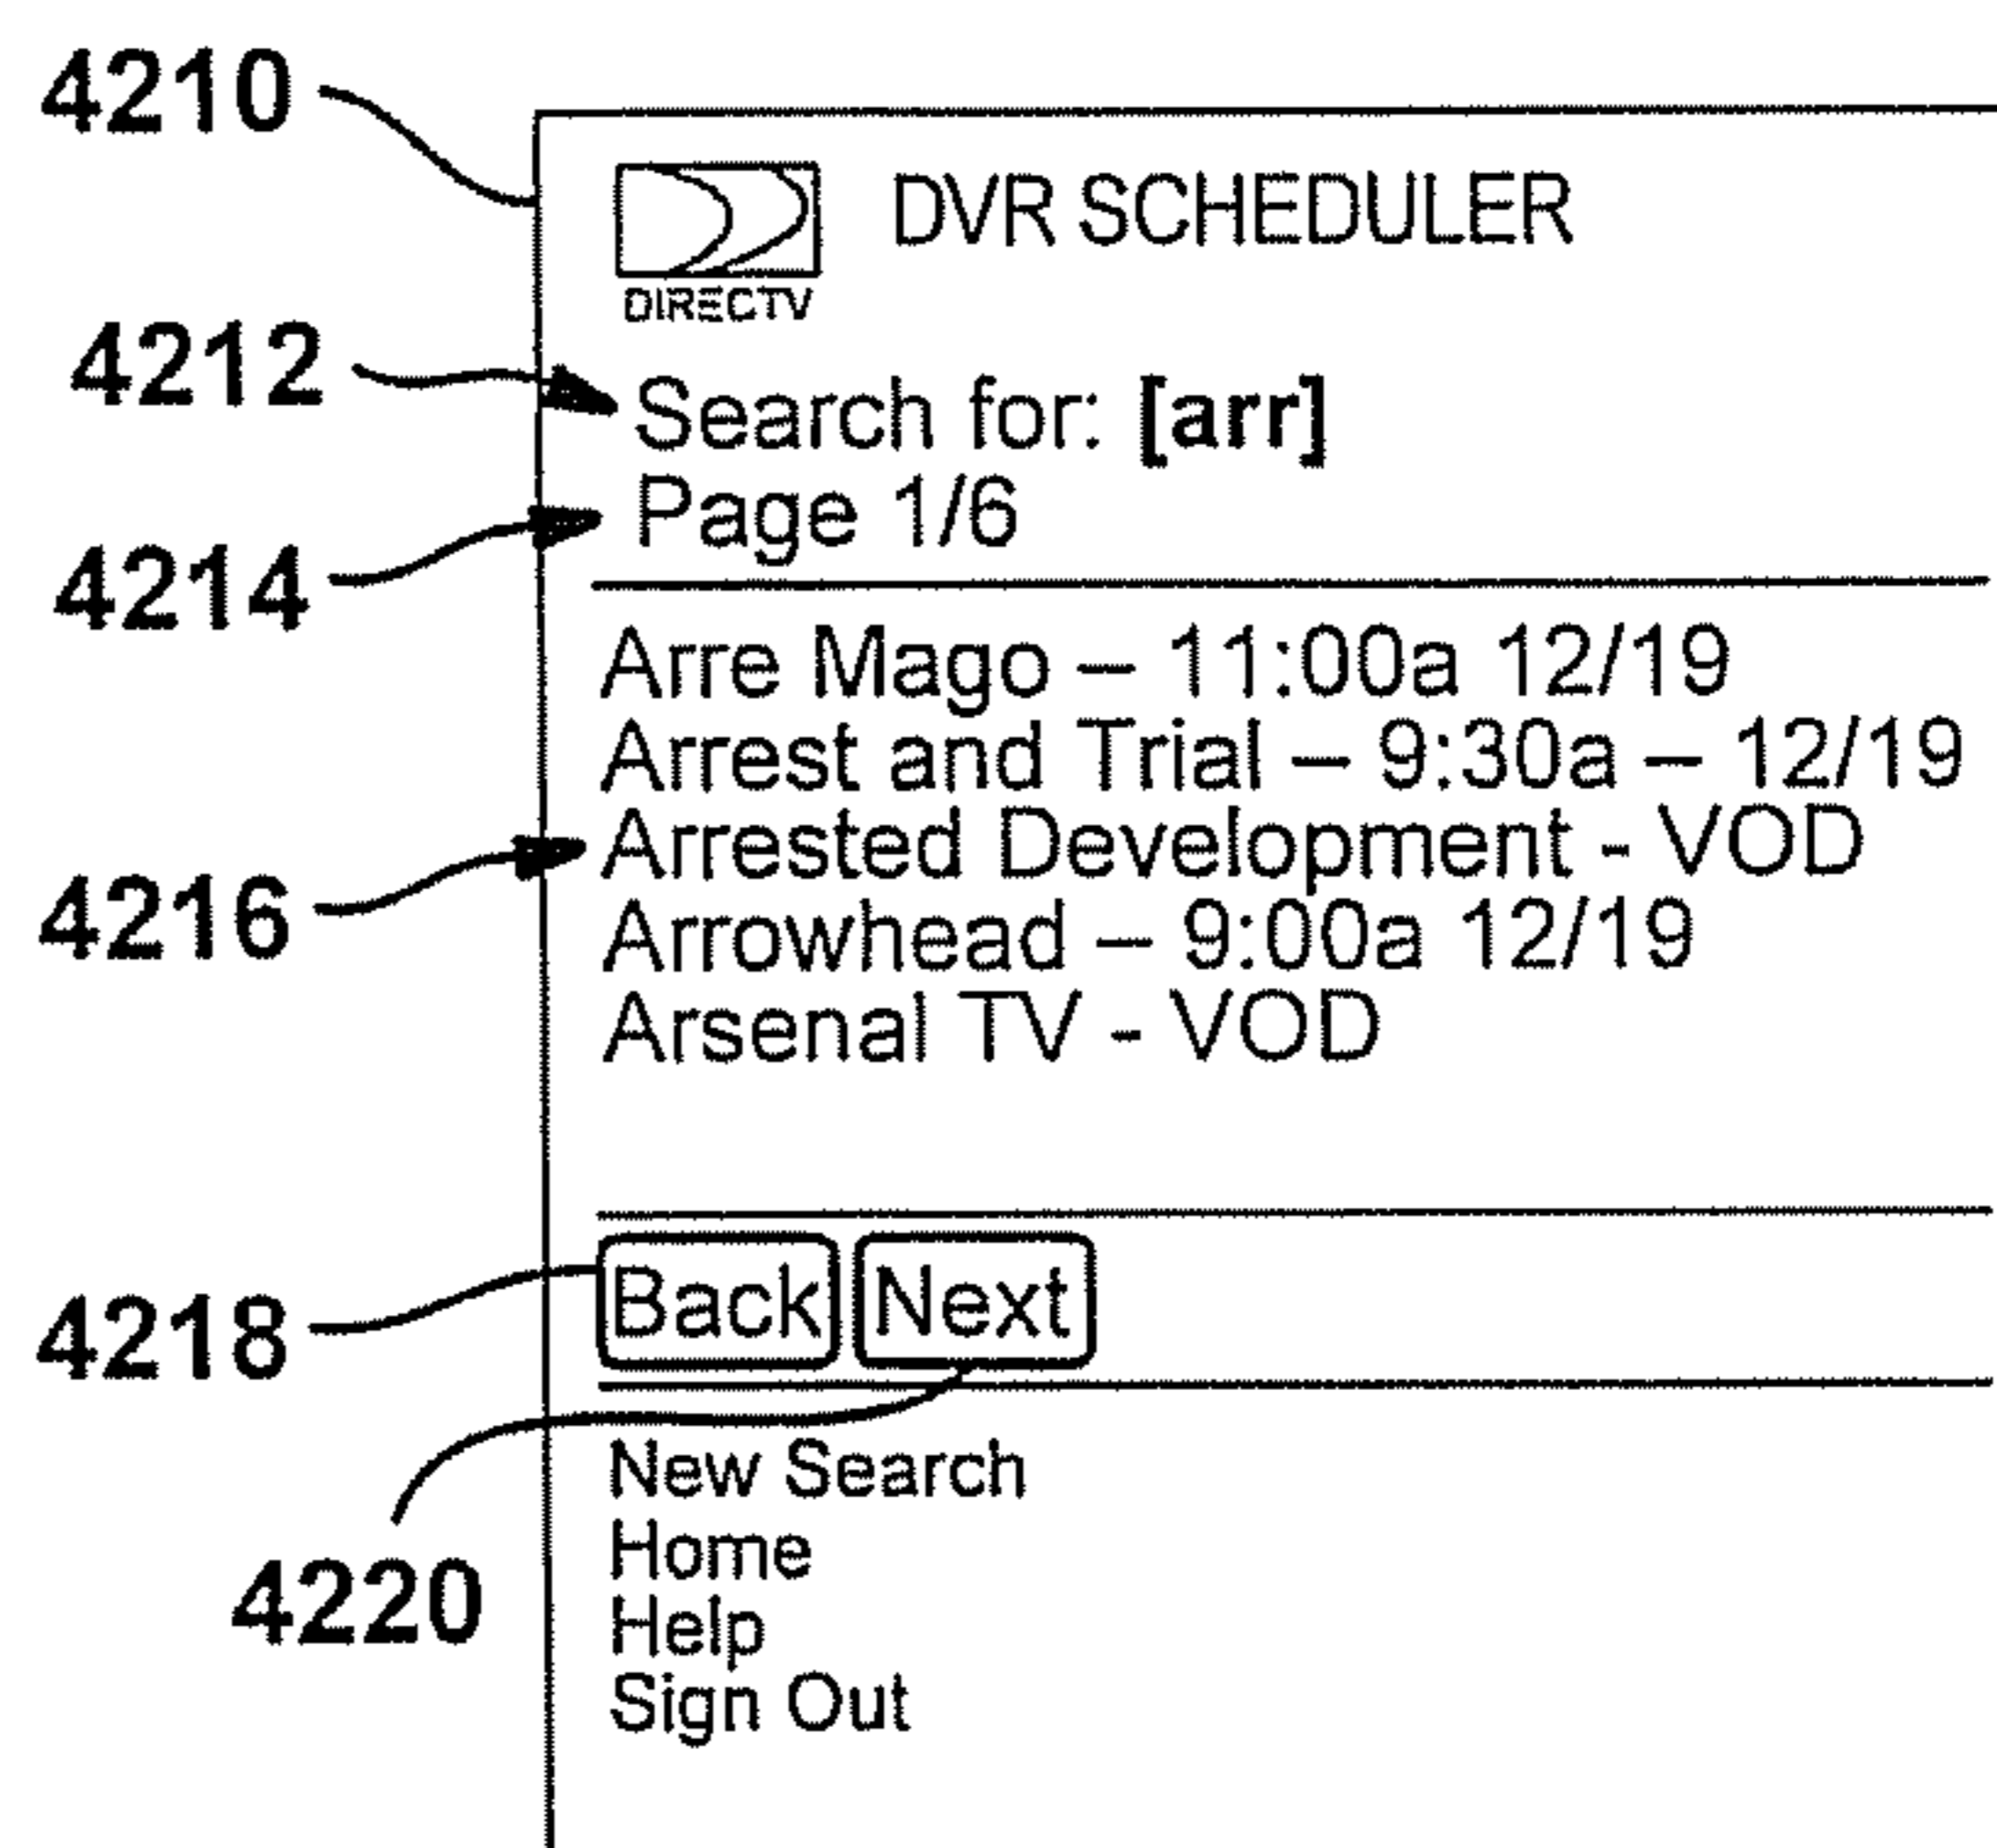 4210
DVR SCHEDULER
DIRECTV
4212
Search for: [arr]
4214
Page 1/6
Arre Mago – 11:00a 12/19
Arrest and Trial – 9:30a – 12/19
4216
Arrested Development - VOD
Arrowhead – 9:00a 12/19
Arsenal TV - VOD
4218
Back Next
4220
New Search
Home
Help
Sign Out